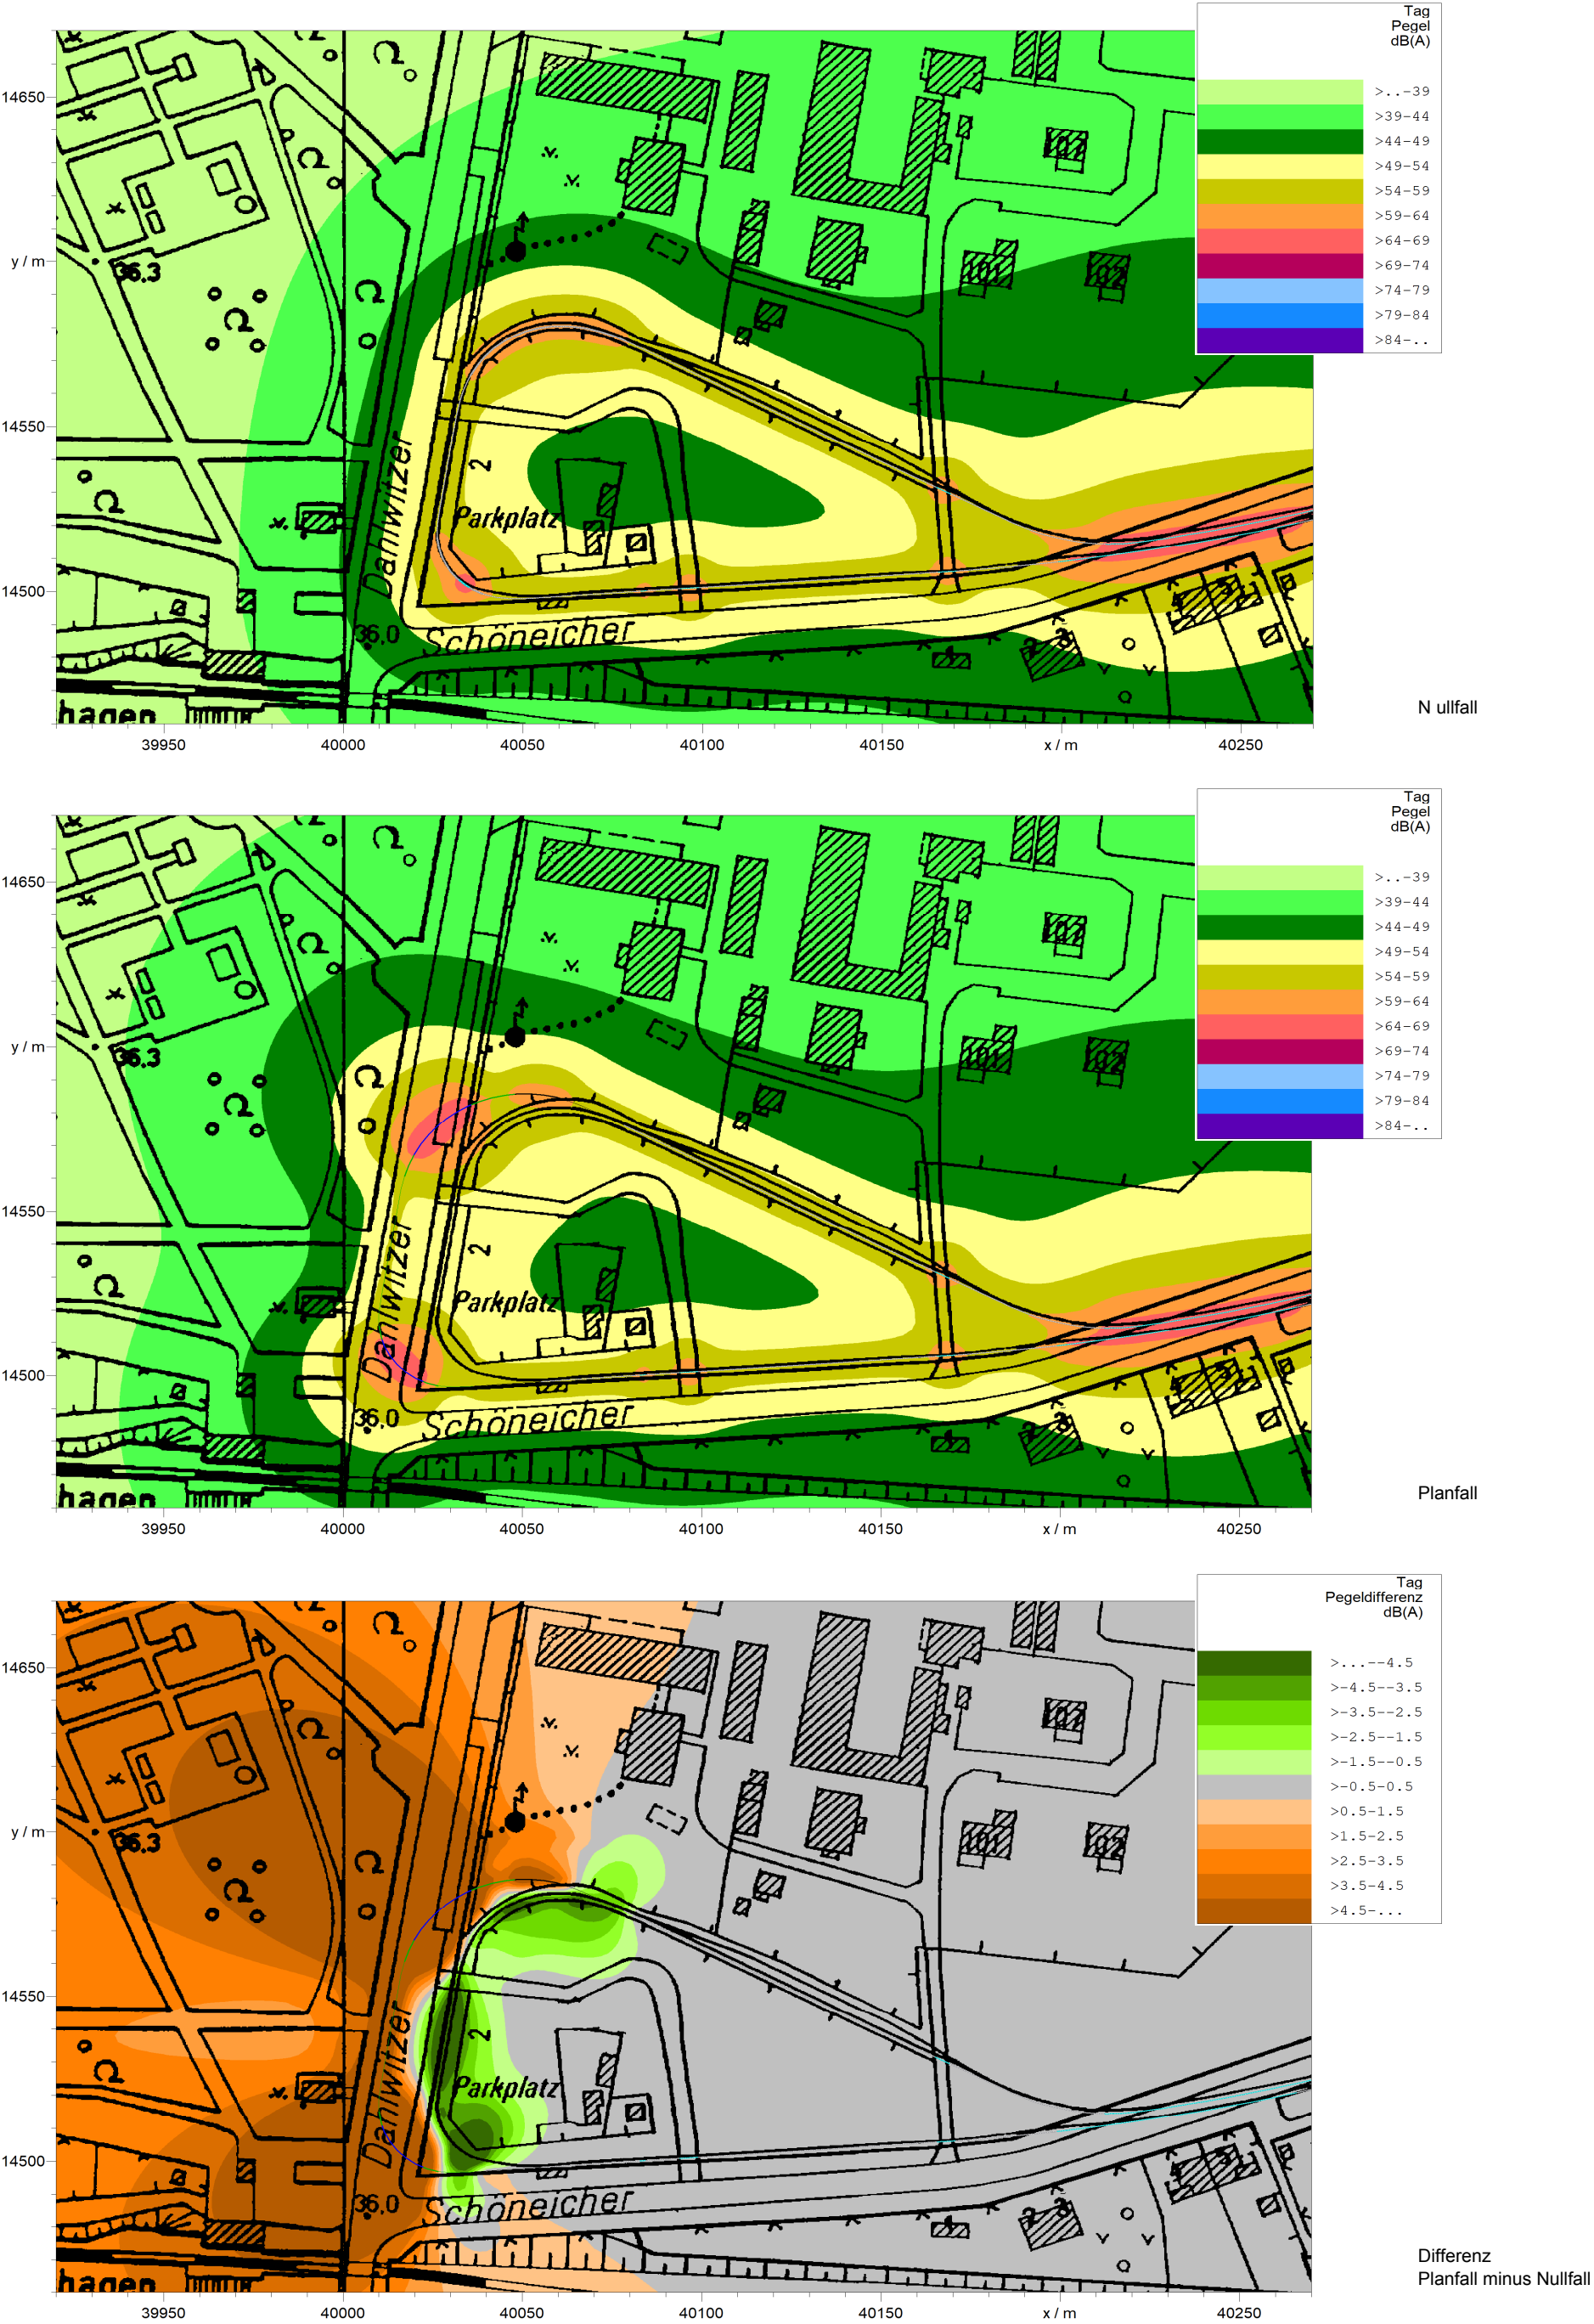 Tag
Pegel
dB(A)
>..-39
>39-44
>44-49
>49-54
>54-59
>59-64
>64-69
>69-74
>74-79
>79-84
>84-..
14650
y / m
14550
14500
36.3
107
101
102
2
Dahlwitzer
Parkplatz
36.0
Schöneicher
hagen
39950
40000
40050
40100
40150
x / m
40250
N ullfall
Tag
Pegel
dB(A)
>..-39
>39-44
>44-49
>49-54
>54-59
>59-64
>64-69
>69-74
>74-79
>79-84
>84-..
14650
y / m
14550
14500
36.3
107
101
102
2
Dahlwitzer
Parkplatz
36.0
Schöneicher
hagen
39950
40000
40050
40100
40150
x / m
40250
Planfall
Tag
Pegeldifferenz
dB(A)
>...--4.5
>-4.5--3.5
>-3.5--2.5
>-2.5--1.5
>-1.5--0.5
>-0.5-0.5
>0.5-1.5
>1.5-2.5
>2.5-3.5
>3.5-4.5
>4.5-...
14650
y / m
14550
14500
36.3
107
101
102
2
Dahlwitzer
Parkplatz
36.0
Schöneicher
hagen
39950
40000
40050
40100
40150
x / m
40250
Differenz
Planfall minus Nullfall